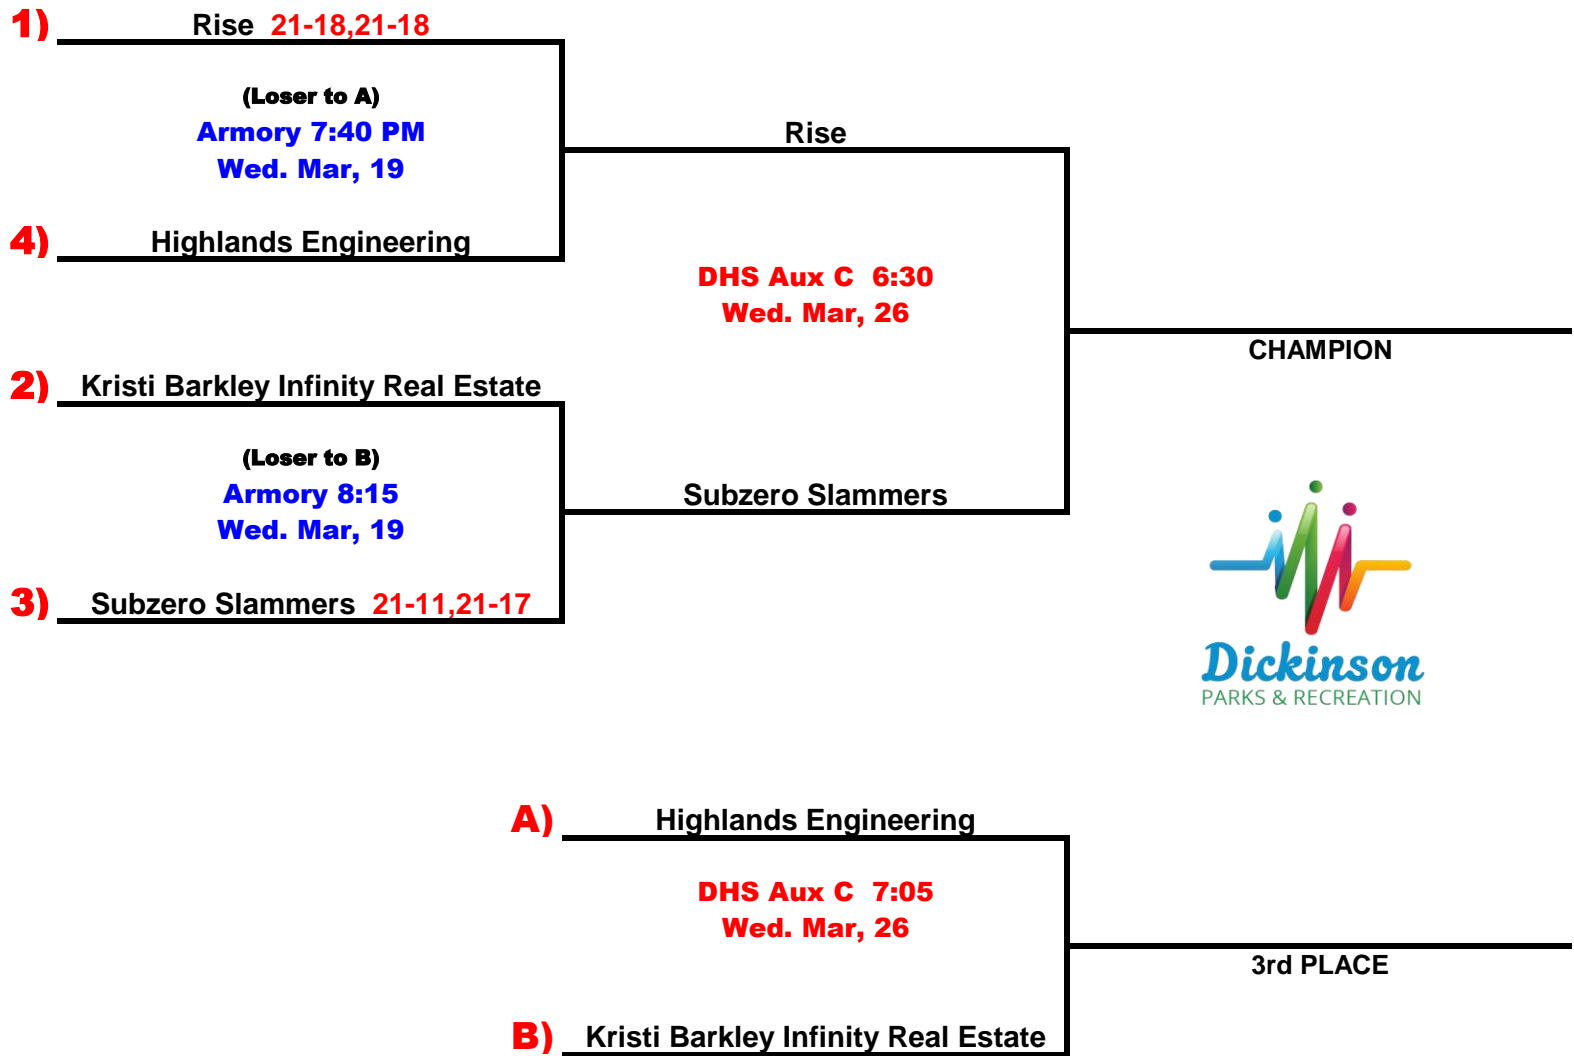 1) Rise 21-18,21-18
(Loser to A)
Armory 7:40 PM
Wed. Mar, 19
Rise
4) Highlands Engineering
DHS Aux C 6:30
Wed. Mar, 26
CHAMPION
2) Kristi Barkley Infinity Real Estate
(Loser to B)
Armory 8:15
Wed. Mar, 19
Subzero Slammers
3) Subzero Slammers 21-11,21-17
Dickinson
PARKS & RECREATION
A) Highlands Engineering
DHS Aux C 7:05
Wed. Mar, 26
3rd PLACE
B) Kristi Barkley Infinity Real Estate